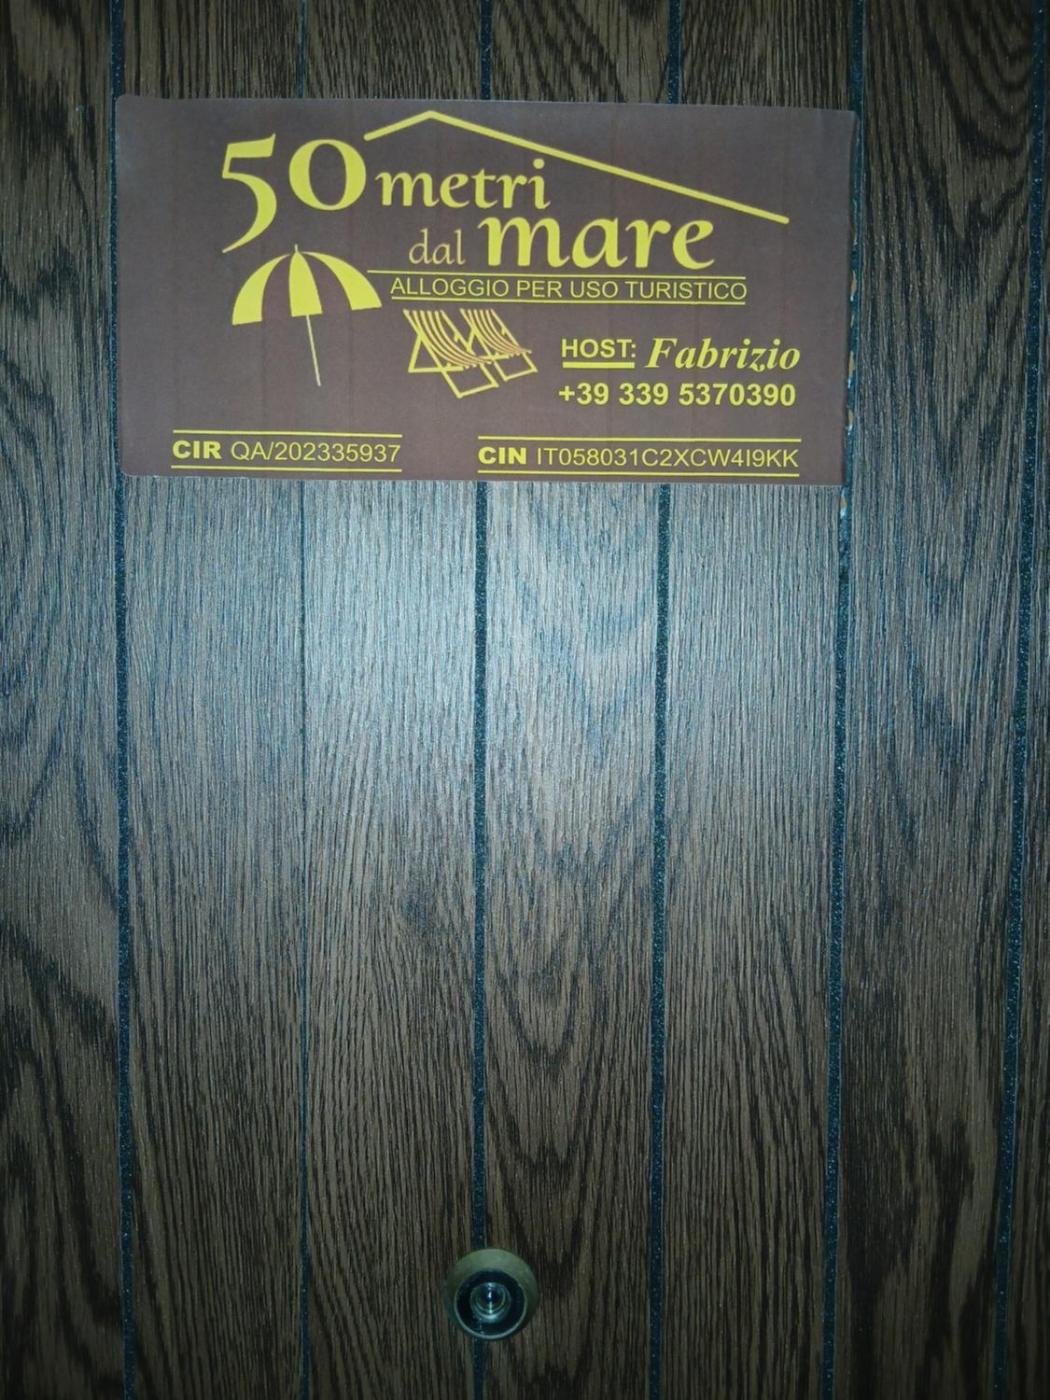 50 metri
dal mare
ALLOGGIO PER USO TURISTICO
HOST: Fabrizio
+39 339 5370390
CIR QA/202335937
CIN IT058031C2XCW4I9KK